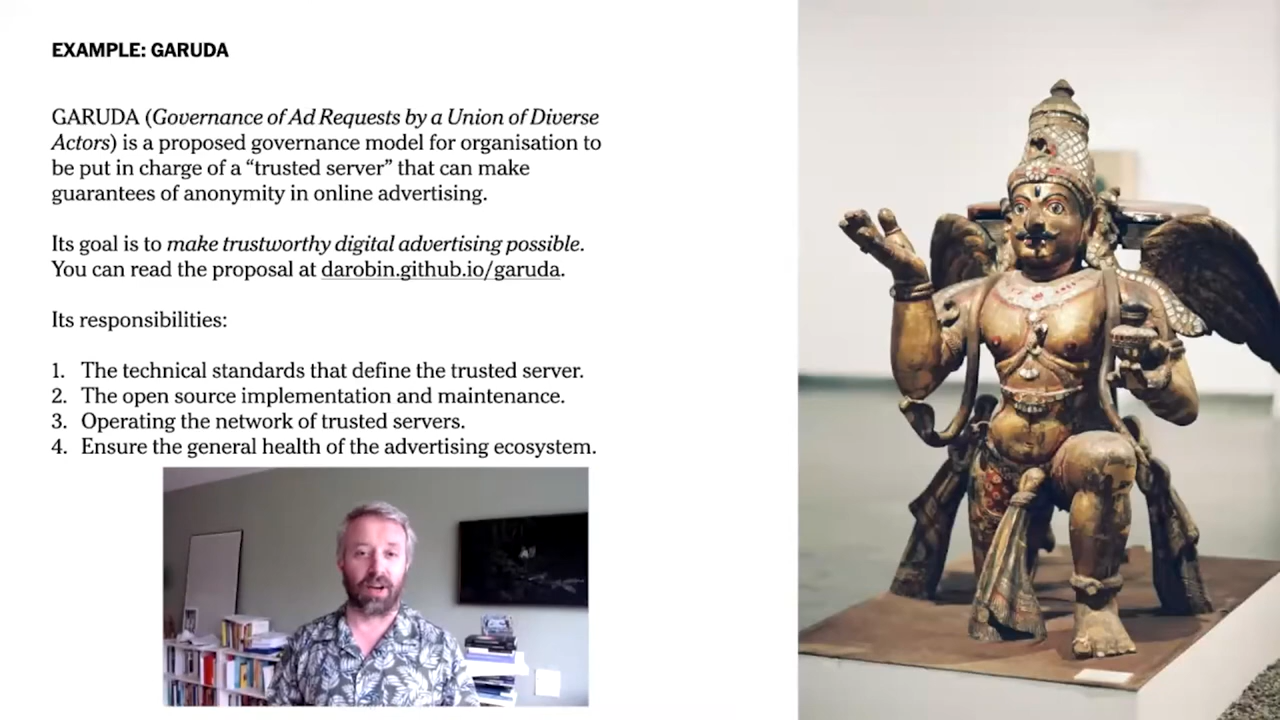 EXAMPLE: GARUDA
GARUDA (Governance of Ad Requests by a Union of Diverse
Actors) is a proposed governance model for organisation to
be put in charge of a “trusted server” that can make
guarantees of anonymity in online advertising.
Its goal is to make trustworthy digital advertising possible.
You can read the proposal at darobin.github.io/garuda.
Its responsibilities:
1. The technical standards that define the trusted server.
2. The open source implementation and maintenance.
3. Operating the network of trusted servers.
4. Ensure the general health of the advertising ecosystem.